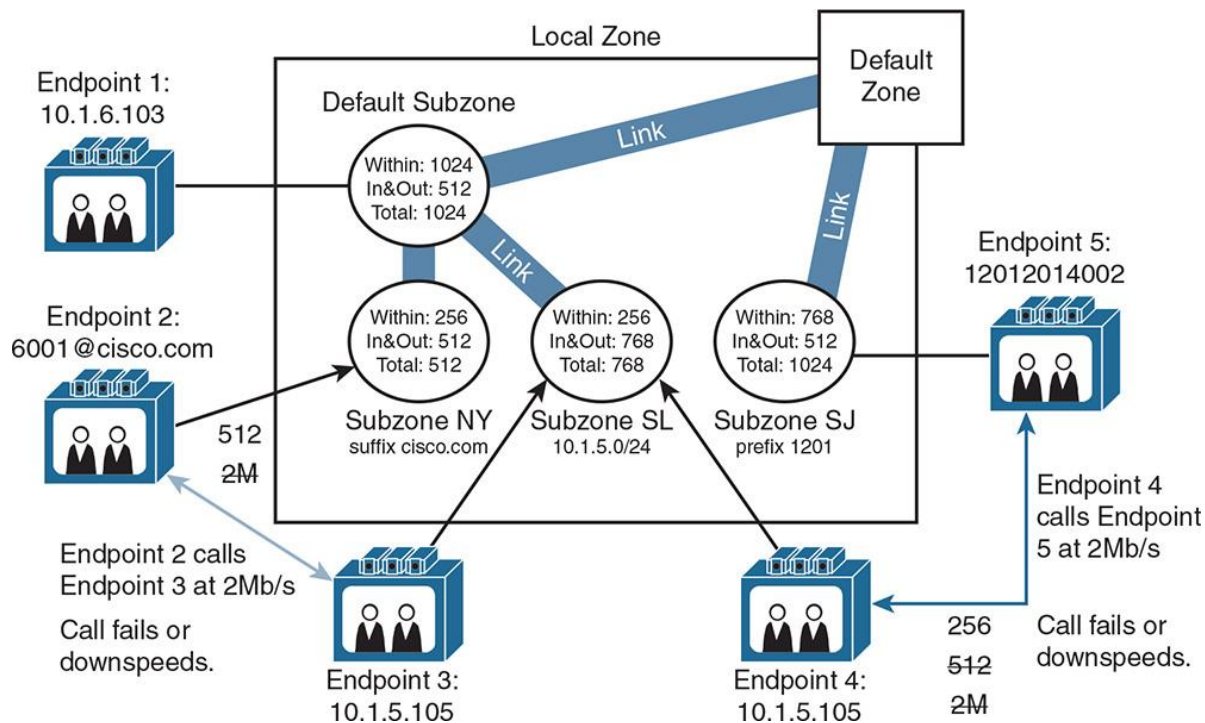 Local Zone
Default
Zone
Endpoint 1:
10.1.6.103
Default Subzone
Link
Within: 1024
In&Out: 512
Total: 1024
Link
Link
Endpoint 5:
12012014002
Endpoint 2:
6001@cisco.com
Within: 256
In&Out: 512
Total: 512
Within: 256
In&Out: 768
Total: 768
Within: 768
In&Out: 512
Total: 1024
Subzone NY
suffix cisco.com
Subzone SL
10.1.5.0/24
Subzone SJ
prefix 1201
512
2M
Endpoint 2 calls
Endpoint 3 at 2Mb/s
Call fails or
downspeeds.
Endpoint 4
calls Endpoint
5 at 2Mb/s
Endpoint 3:
10.1.5.105
Endpoint 4:
10.1.5.105
256
512
2M
Call fails or
downspeeds.